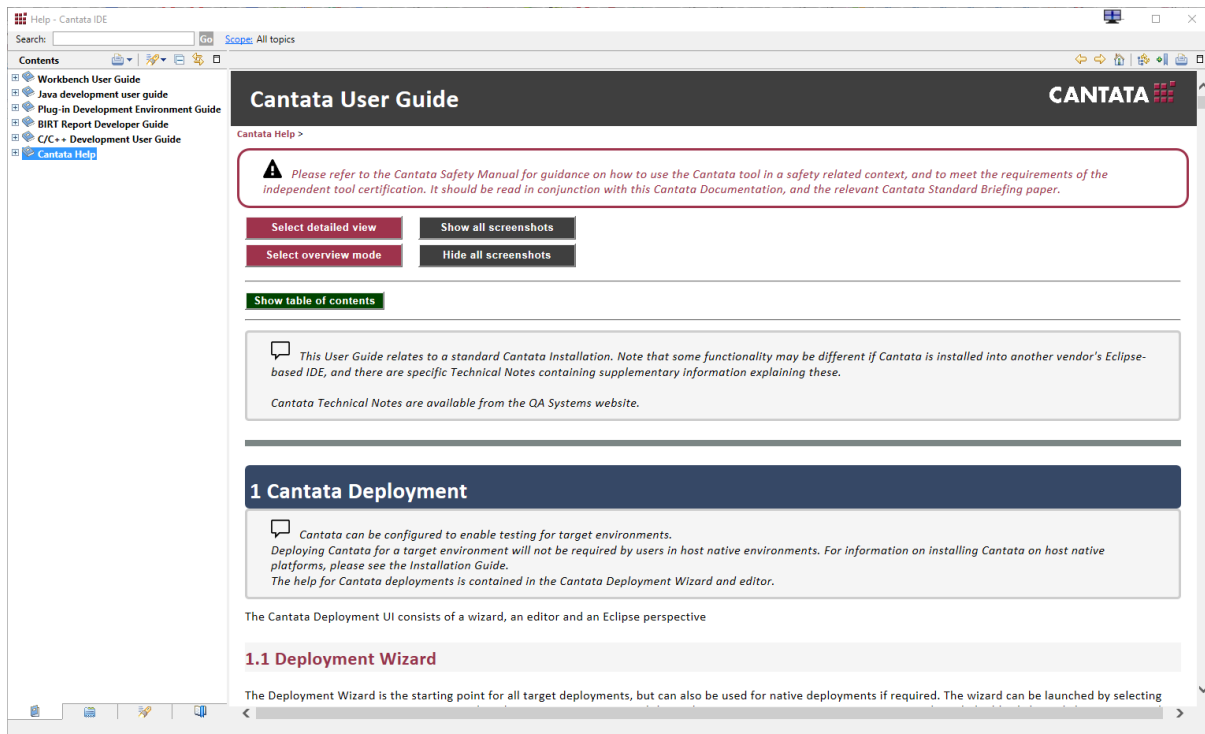 Help - Cantata IDE
Search:
Go
Scope: All topics
Contents
Workbench User Guide
Java development user guide
Plug-in Development Environment Guide
BIRT Report Developer Guide
C/C++ Development User Guide
Cantata Help
Cantata User Guide
CANTATA
Cantata Help >
Please refer to the Cantata Safety Manual for guidance on how to use the Cantata tool in a safety related context, and to meet the requirements of the
independent tool certification. It should be read in conjunction with this Cantata Documentation, and the relevant Cantata Standard Briefing paper.
Select detailed view
Show all screenshots
Select overview mode
Hide all screenshots
Show table of contents
This User Guide relates to a standard Cantata Installation. Note that some functionality may be different if Cantata is installed into another vendor's Eclipse-
based IDE, and there are specific Technical Notes containing supplementary information explaining these.
Cantata Technical Notes are available from the QA Systems website.
1 Cantata Deployment
Cantata can be configured to enable testing for target environments.
Deploying Cantata for a target environment will not be required by users in host native environments. For information on installing Cantata on host native
platforms, please see the Installation Guide.
The help for Cantata deployments is contained in the Cantata Deployment Wizard and editor.
The Cantata Deployment UI consists of a wizard, an editor and an Eclipse perspective
1.1 Deployment Wizard
The Deployment Wizard is the starting point for all target deployments, but can also be used for native deployments if required. The wizard can be launched by selecting